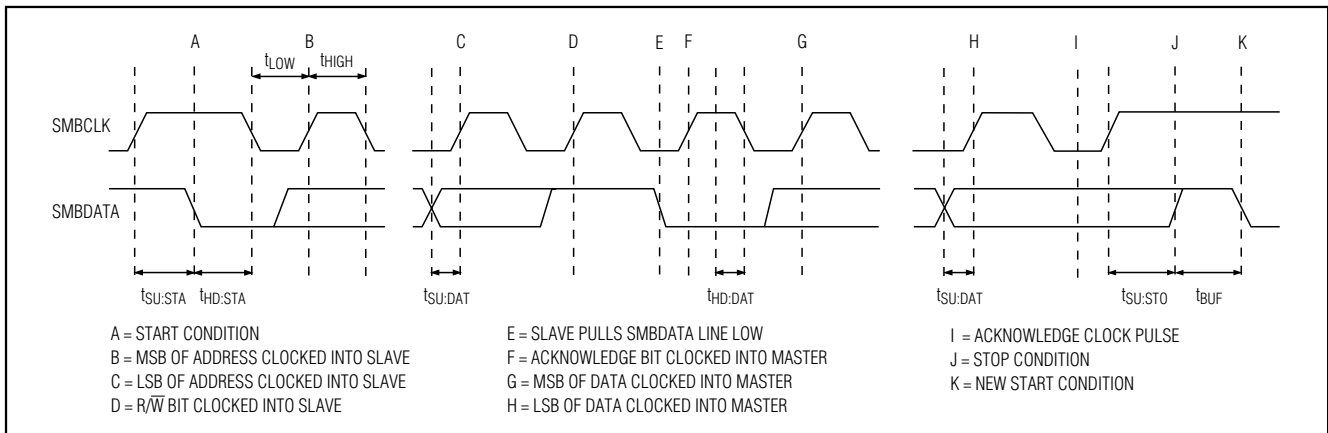 A B C D E F G H I J K
tLOW tHIGH
SMBCLK
SMBDATA
tSU:STA tHD:STA tSU:DAT tHD:DAT tSU:DAT tSU:STO tBUF
A = START CONDITION
B = MSB OF ADDRESS CLOCKED INTO SLAVE
C = LSB OF ADDRESS CLOCKED INTO SLAVE
D = R/W̅ BIT CLOCKED INTO SLAVE
E = SLAVE PULLS SMBDATA LINE LOW
F = ACKNOWLEDGE BIT CLOCKED INTO MASTER
G = MSB OF DATA CLOCKED INTO MASTER
H = LSB OF DATA CLOCKED INTO MASTER
I = ACKNOWLEDGE CLOCK PULSE
J = STOP CONDITION
K = NEW START CONDITION